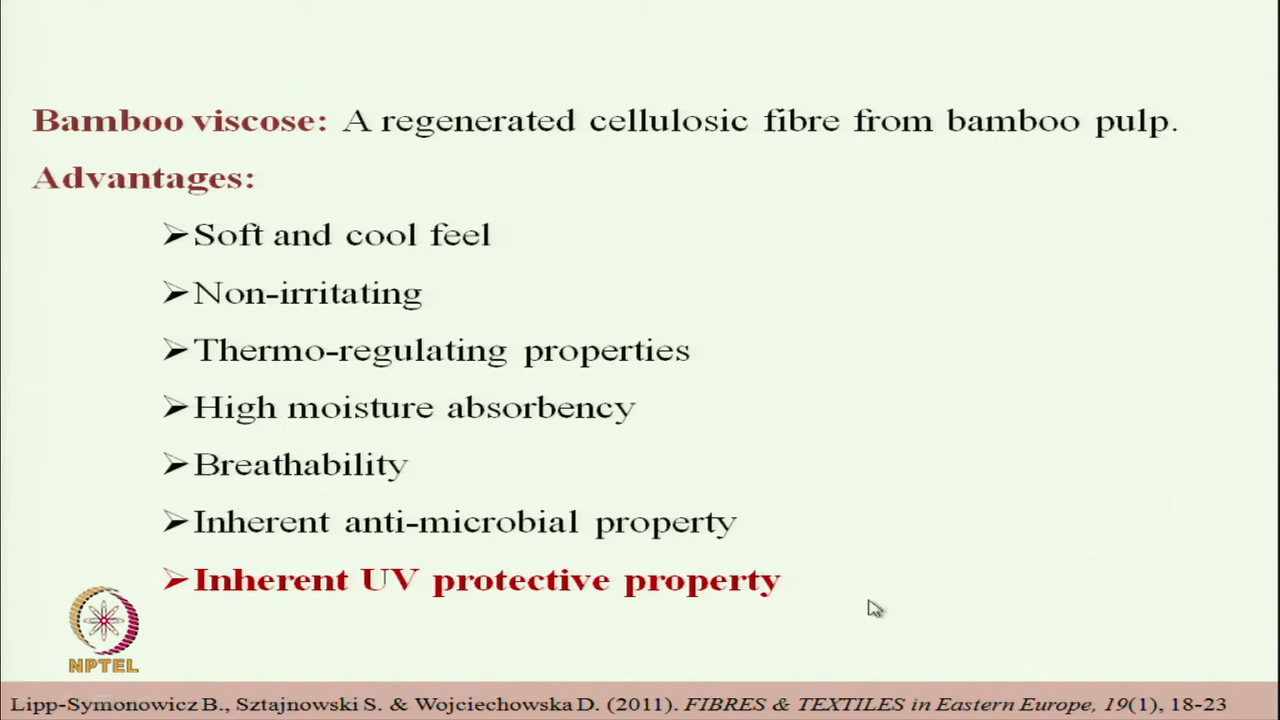 Bamboo viscose: A regenerated cellulosic fibre from bamboo pulp.
Advantages:
➢Soft and cool feel
➢Non-irritating
➢Thermo-regulating properties
➢High moisture absorbency
➢Breathability
➢Inherent anti-microbial property
➢Inherent UV protective property
NPTEL
Lipp-Symonowicz B., Sztajnowski S. & Wojciechowska D. (2011). FIBRES & TEXTILES in Eastern Europe, 19(1), 18-23